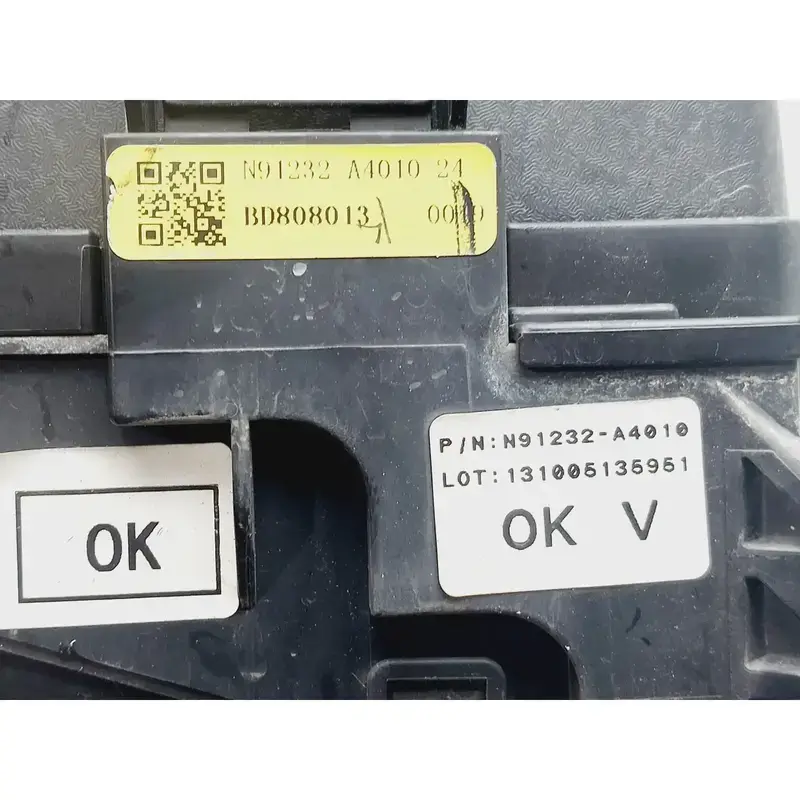 N91232 A4010 24
BD808013
P/N:N91232-A4010
LOT:131005135951
OK V
OK